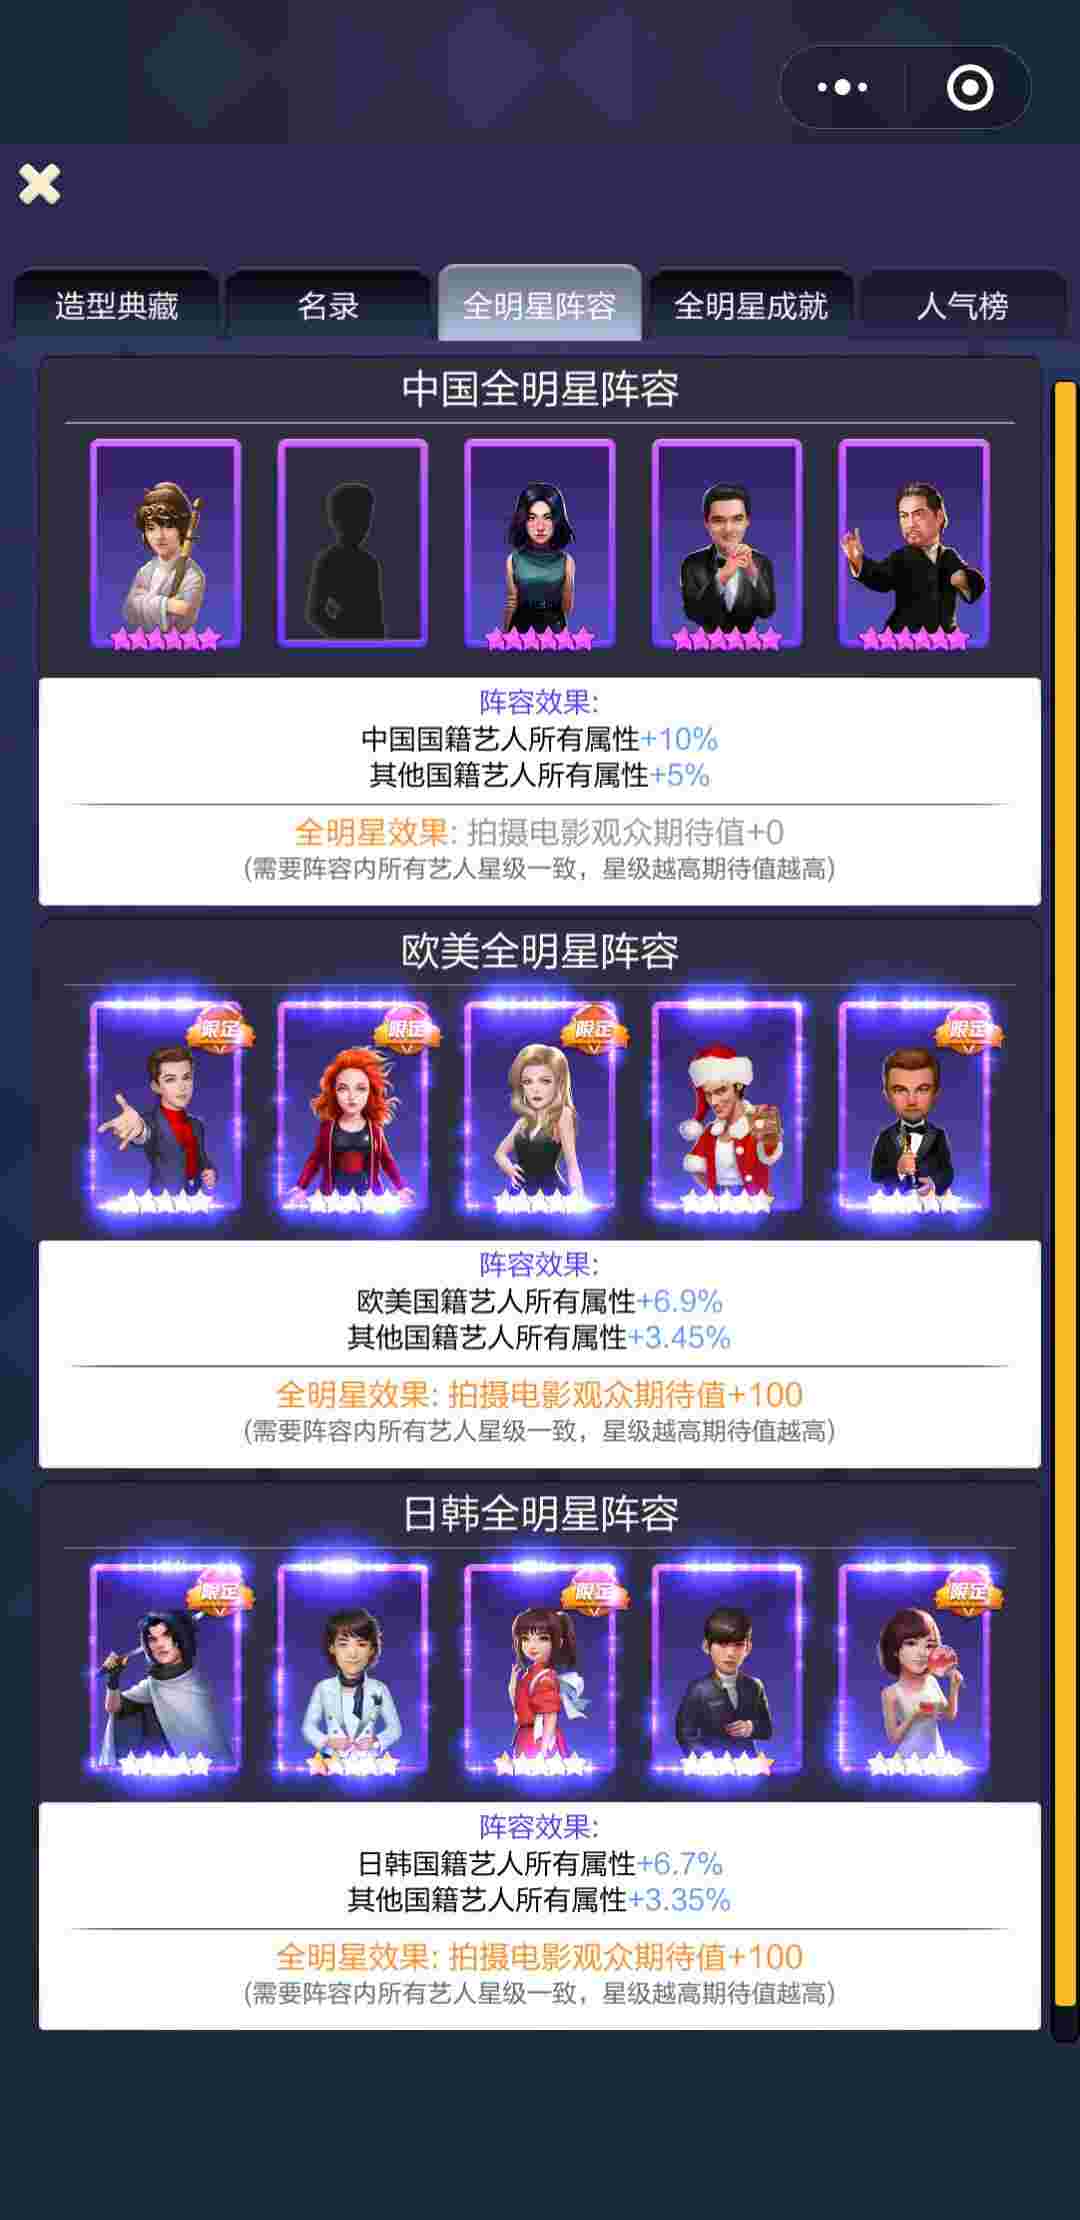 造型典藏
名录
全明星阵容
全明星成就
人气榜
中国全明星阵容
阵容效果:
中国国籍艺人所有属性+10%
其他国籍艺人所有属性+5%
全明星效果: 拍摄电影观众期待值+0
(需要阵容内所有艺人星级一致，星级越高期待值越高)
欧美全明星阵容
限定
限定
限定
限定
阵容效果:
欧美国籍艺人所有属性+6.9%
其他国籍艺人所有属性+3.45%
全明星效果: 拍摄电影观众期待值+100
(需要阵容内所有艺人星级一致，星级越高期待值越高)
日韩全明星阵容
限定
限定
限定
阵容效果:
日韩国籍艺人所有属性+6.7%
其他国籍艺人所有属性+3.35%
全明星效果: 拍摄电影观众期待值+100
(需要阵容内所有艺人星级一致，星级越高期待值越高)